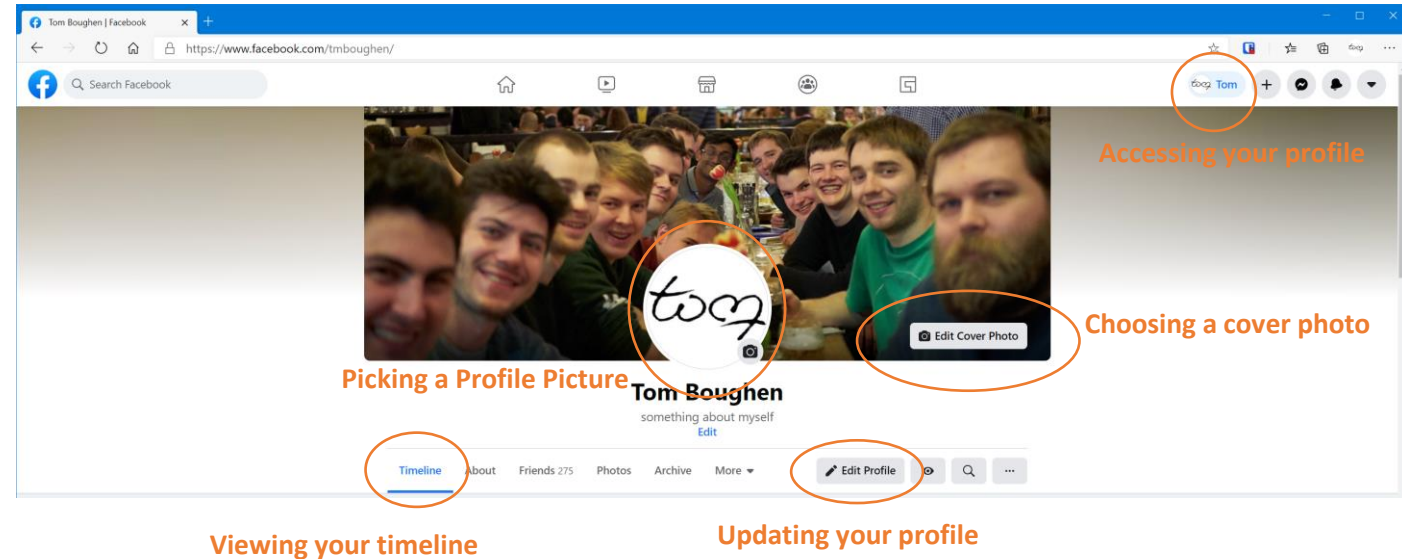 Tom Boughen | Facebook
https://www.facebook.com/tmboughen/
Search Facebook
tom Tom
Accessing your profile
tom
Edit Cover Photo
Choosing a cover photo
Picking a Profile Picture
Tom Boughen
something about myself
Edit
Timeline About Friends 275 Photos Archive More Edit Profile ...
Viewing your timeline
Updating your profile